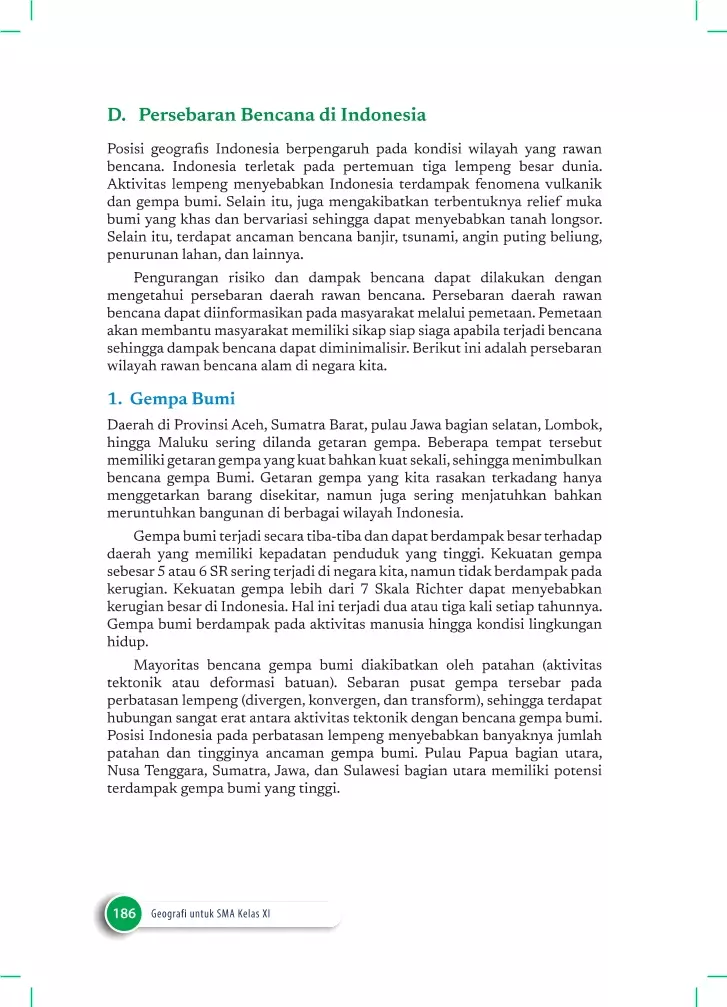 D. Persebaran Bencana di Indonesia
Posisi geografis Indonesia berpengaruh pada kondisi wilayah yang rawan
bencana. Indonesia terletak pada pertemuan tiga lempeng besar dunia.
Aktivitas lempeng menyebabkan Indonesia terdampak fenomena vulkanik
dan gempa bumi. Selain itu, juga mengakibatkan terbentuknya relief muka
bumi yang khas dan bervariasi sehingga dapat menyebabkan tanah longsor.
Selain itu, terdapat ancaman bencana banjir, tsunami, angin puting beliung,
penurunan lahan, dan lainnya.
Pengurangan risiko dan dampak bencana dapat dilakukan dengan
mengetahui persebaran daerah rawan bencana. Persebaran daerah rawan
bencana dapat diinformasikan pada masyarakat melalui pemetaan. Pemetaan
akan membantu masyarakat memiliki sikap siap siaga apabila terjadi bencana
sehingga dampak bencana dapat diminimalisir. Berikut ini adalah persebaran
wilayah rawan bencana alam di negara kita.
1. Gempa Bumi
Daerah di Provinsi Aceh, Sumatra Barat, pulau Jawa bagian selatan, Lombok,
hingga Maluku sering dilanda getaran gempa. Beberapa tempat tersebut
memiliki getaran gempa yang kuat bahkan kuat sekali, sehingga menimbulkan
bencana gempa Bumi. Getaran gempa yang kita rasakan terkadang hanya
menggetarkan barang disekitar, namun juga sering menjatuhkan bahkan
meruntuhkan bangunan di berbagai wilayah Indonesia.
Gempa bumi terjadi secara tiba-tiba dan dapat berdampak besar terhadap
daerah yang memiliki kepadatan penduduk yang tinggi. Kekuatan gempa
sebesar 5 atau 6 SR sering terjadi di negara kita, namun tidak berdampak pada
kerugian. Kekuatan gempa lebih dari 7 Skala Richter dapat menyebabkan
kerugian besar di Indonesia. Hal ini terjadi dua atau tiga kali setiap tahunnya.
Gempa bumi berdampak pada aktivitas manusia hingga kondisi lingkungan
hidup.
Mayoritas bencana gempa bumi diakibatkan oleh patahan (aktivitas
tektonik atau deformasi batuan). Sebaran pusat gempa tersebar pada
perbatasan lempeng (divergen, konvergen, dan transform), sehingga terdapat
hubungan sangat erat antara aktivitas tektonik dengan bencana gempa bumi.
Posisi Indonesia pada perbatasan lempeng menyebabkan banyaknya jumlah
patahan dan tingginya ancaman gempa bumi. Pulau Papua bagian utara,
Nusa Tenggara, Sumatra, Jawa, dan Sulawesi bagian utara memiliki potensi
terdampak gempa bumi yang tinggi.
186 Geografi untuk SMA Kelas XI